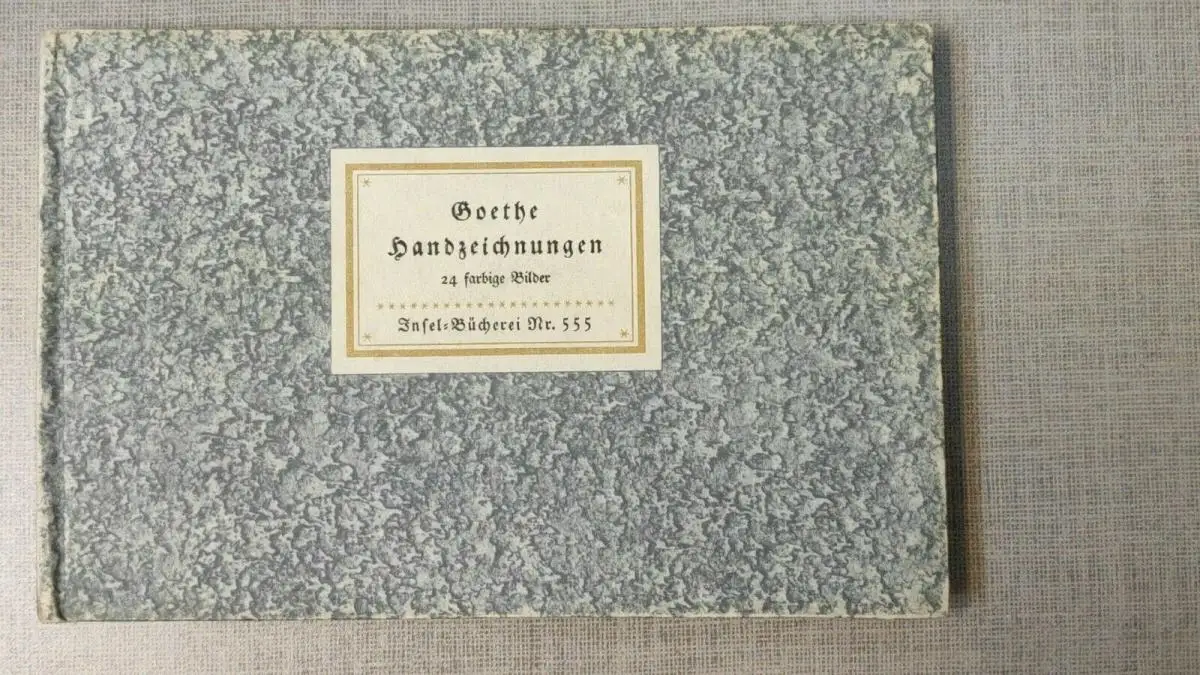 Goethe
Handzeichnungen
24 farbige Bilder
Insel-Bücherei Nr. 555